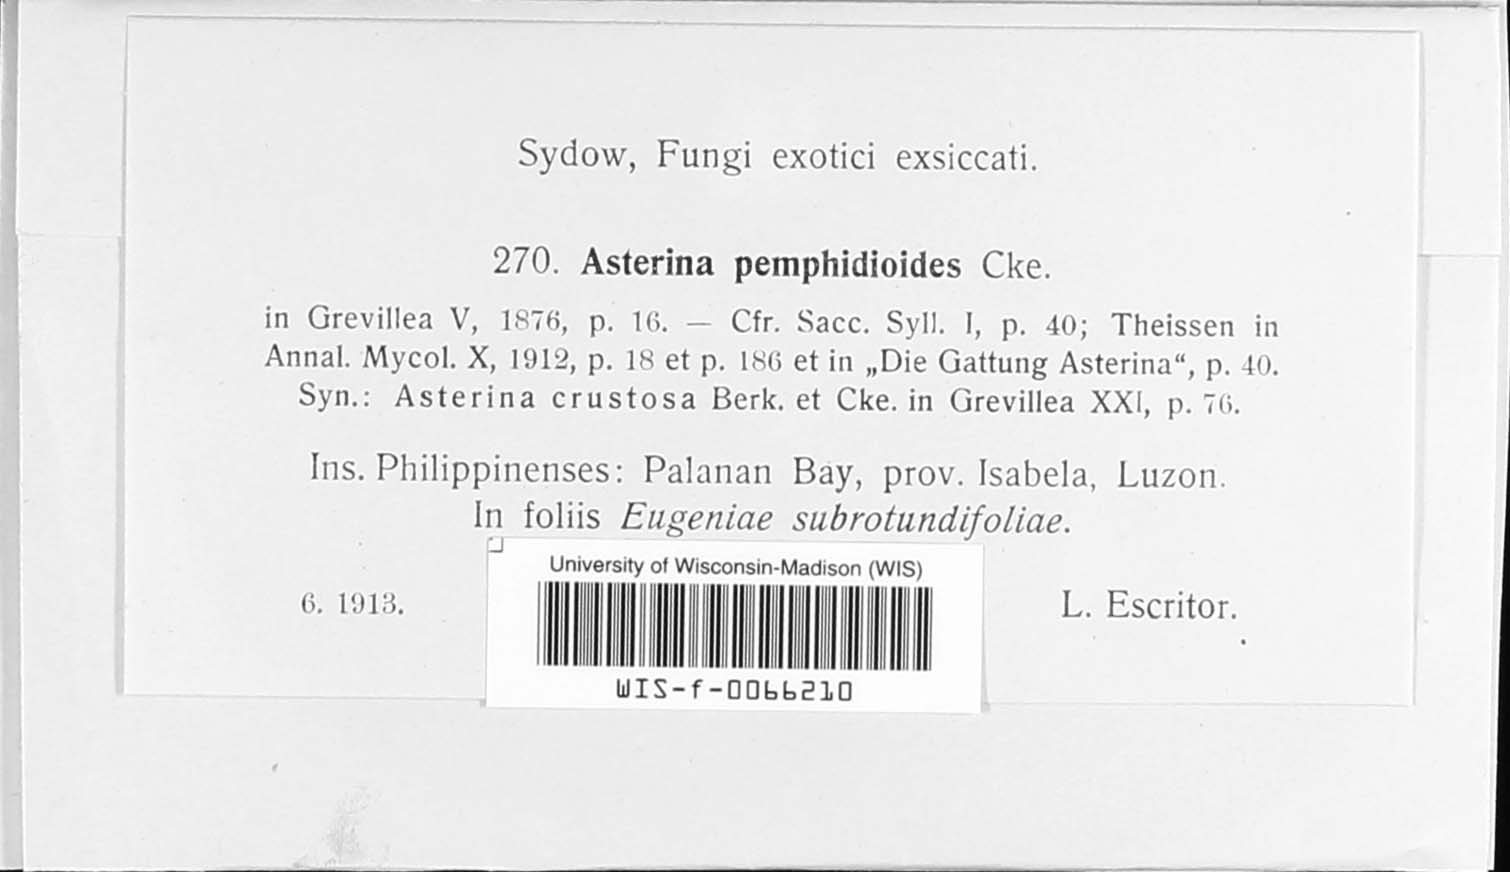 Sydow, Fungi exotici exsiccati.
270. Asterina pemphidioides Cke.
in Grevillea V, 1876, p. 16. — Cfr. Sacc. Syll. I, p. 40; Theissen in
Annal. Mycol. X, 1912, p. 18 et p. 186 et in „Die Gattung Asterina“, p. 40.
Syn.: Asterina crustosa Berk. et Cke. in Grevillea XXI, p. 76.
Ins. Philippinenses: Palanan Bay, prov. Isabela, Luzon.
In foliis Eugeniae subrotundifoliae.
6. 1913.
L. Escritor.
University of Wisconsin-Madison (WIS)
WIS-f-0066210